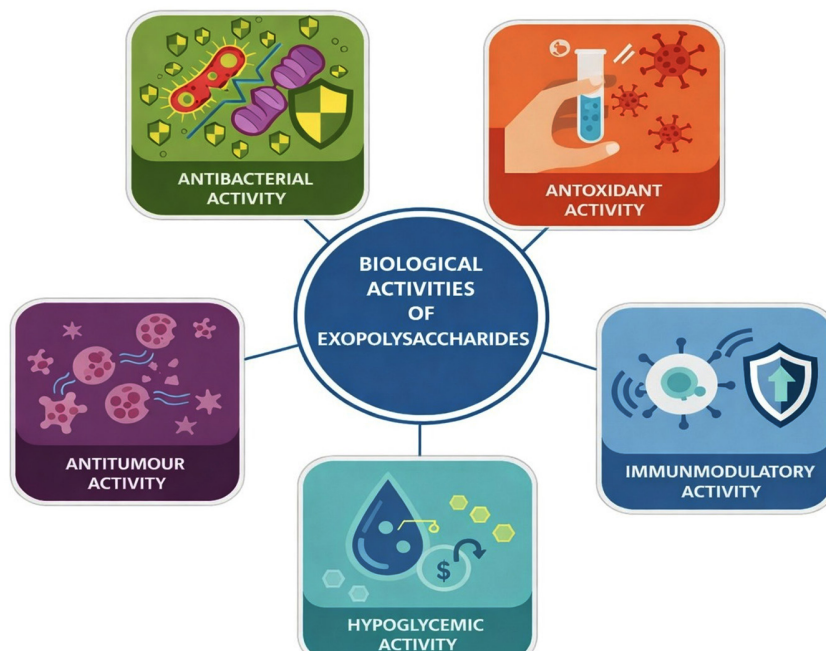 ANTIBACTERIAL
ACTIVITY
ANTOXIDANT
ACTIVITY
BIOLOGICAL
ACTIVITIES
OF
EXOPOLYSACCHARIDES
ANTITUMOUR
ACTIVITY
IMMUNMODULATORY
ACTIVITY
$
HYPOGLYCEMIC
ACTIVITY